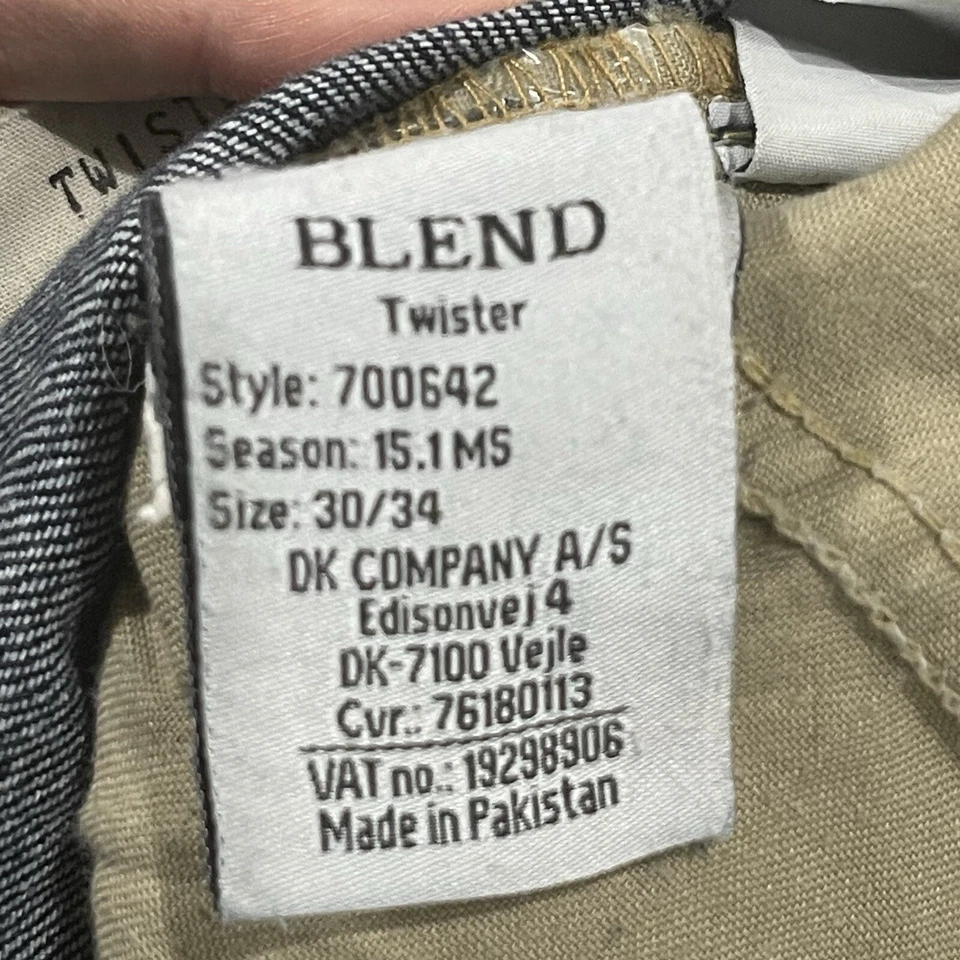 TWIST
BLEND
Twister
Style: 700642
Season: 15.1 MS
Size: 30/34
DK COMPANY A/S
Edisonvej 4
DK-7100 Vejle
Cvr.: 76180113
VAT no.: 19298906
Made in Pakistan